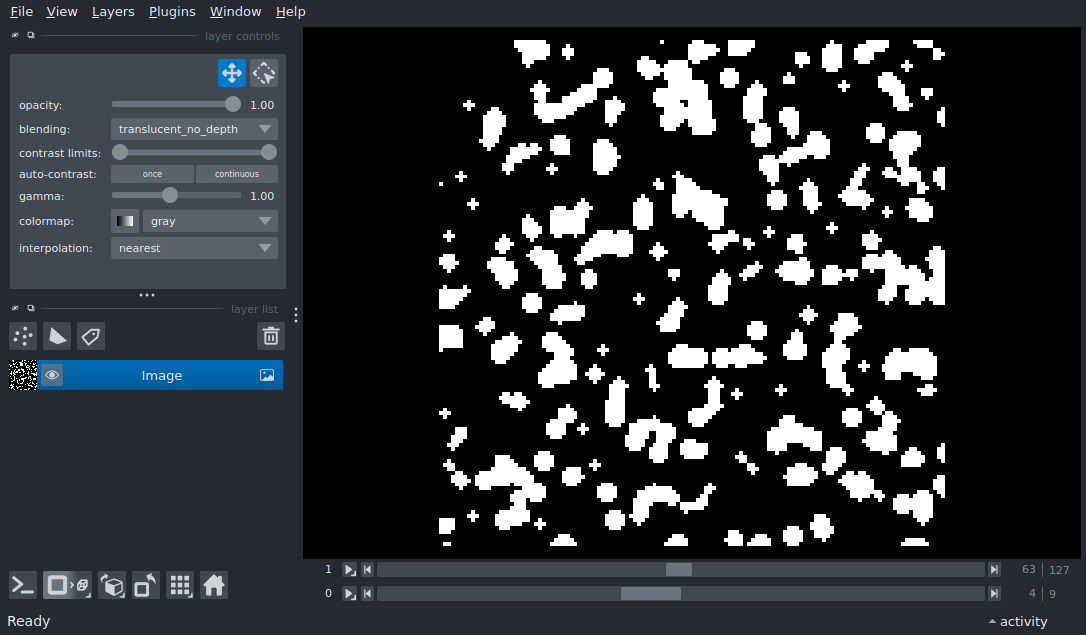 File View Layers Plugins Window Help
layer controls
opacity: 1.00
blending: translucent_no_depth
contrast limits:
auto-contrast: once continuous
gamma: 1.00
colormap: gray
interpolation: nearest
layer list
Image
1 63 127
0 4 9
Ready activity